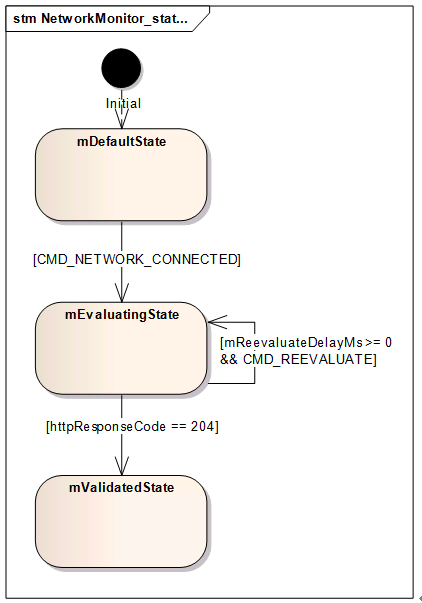 stm NetworkMonitor_stat...
Initial
mDefaultState
[CMD_NETWORK_CONNECTED]
mEvaluatingState
[mReevaluateDelayMs>= 0
&& CMD_REEVALUATE]
[httpResponseCode == 204]
mValidatedState